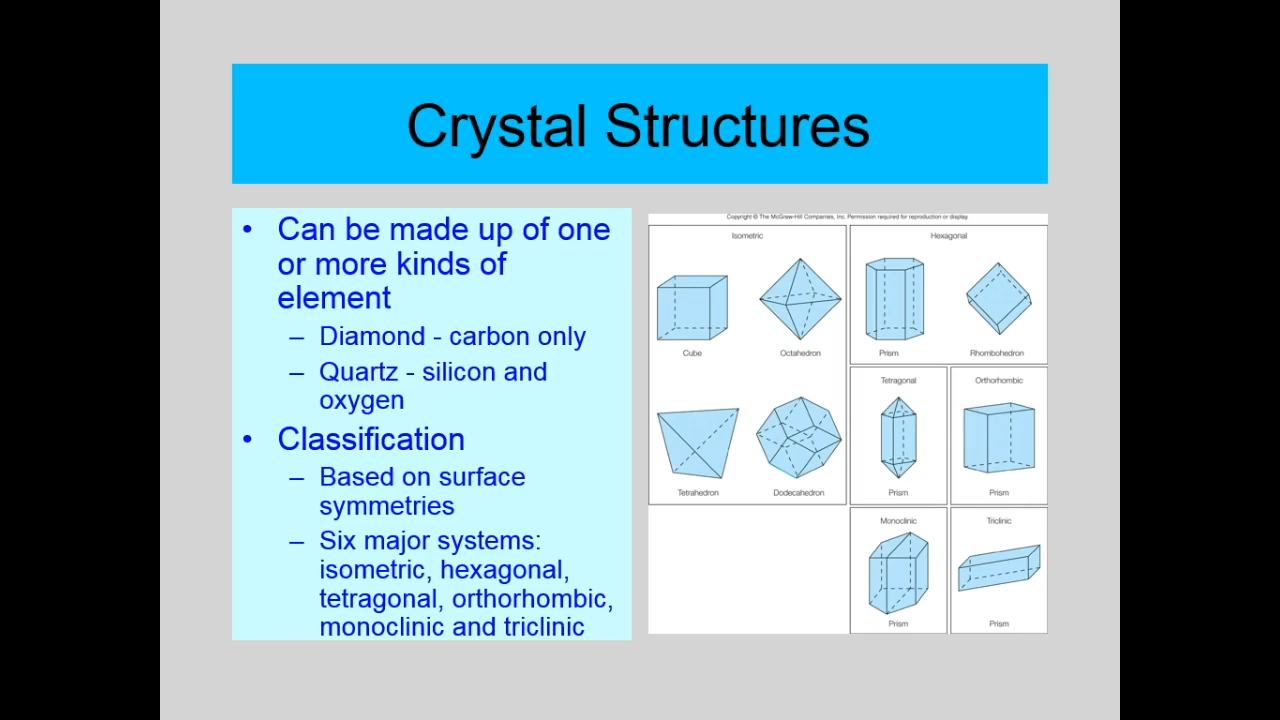 Crystal Structures
• Can be made up of one
or more kinds of
element
– Diamond - carbon only
– Quartz - silicon and
oxygen
• Classification
– Based on surface
symmetries
– Six major systems:
isometric, hexagonal,
tetragonal, orthorhombic,
monoclinic and triclinic
Copyright © The McGraw-Hill Companies, Inc. Permission required for reproduction or display
Isometric
Cube
Octahedron
Tetrahedron
Dodecahedron
Hexagonal
Prism
Rhombohedron
Tetragonal
Prism
Orthorhombic
Prism
Monoclinic
Prism
Triclinic
Prism